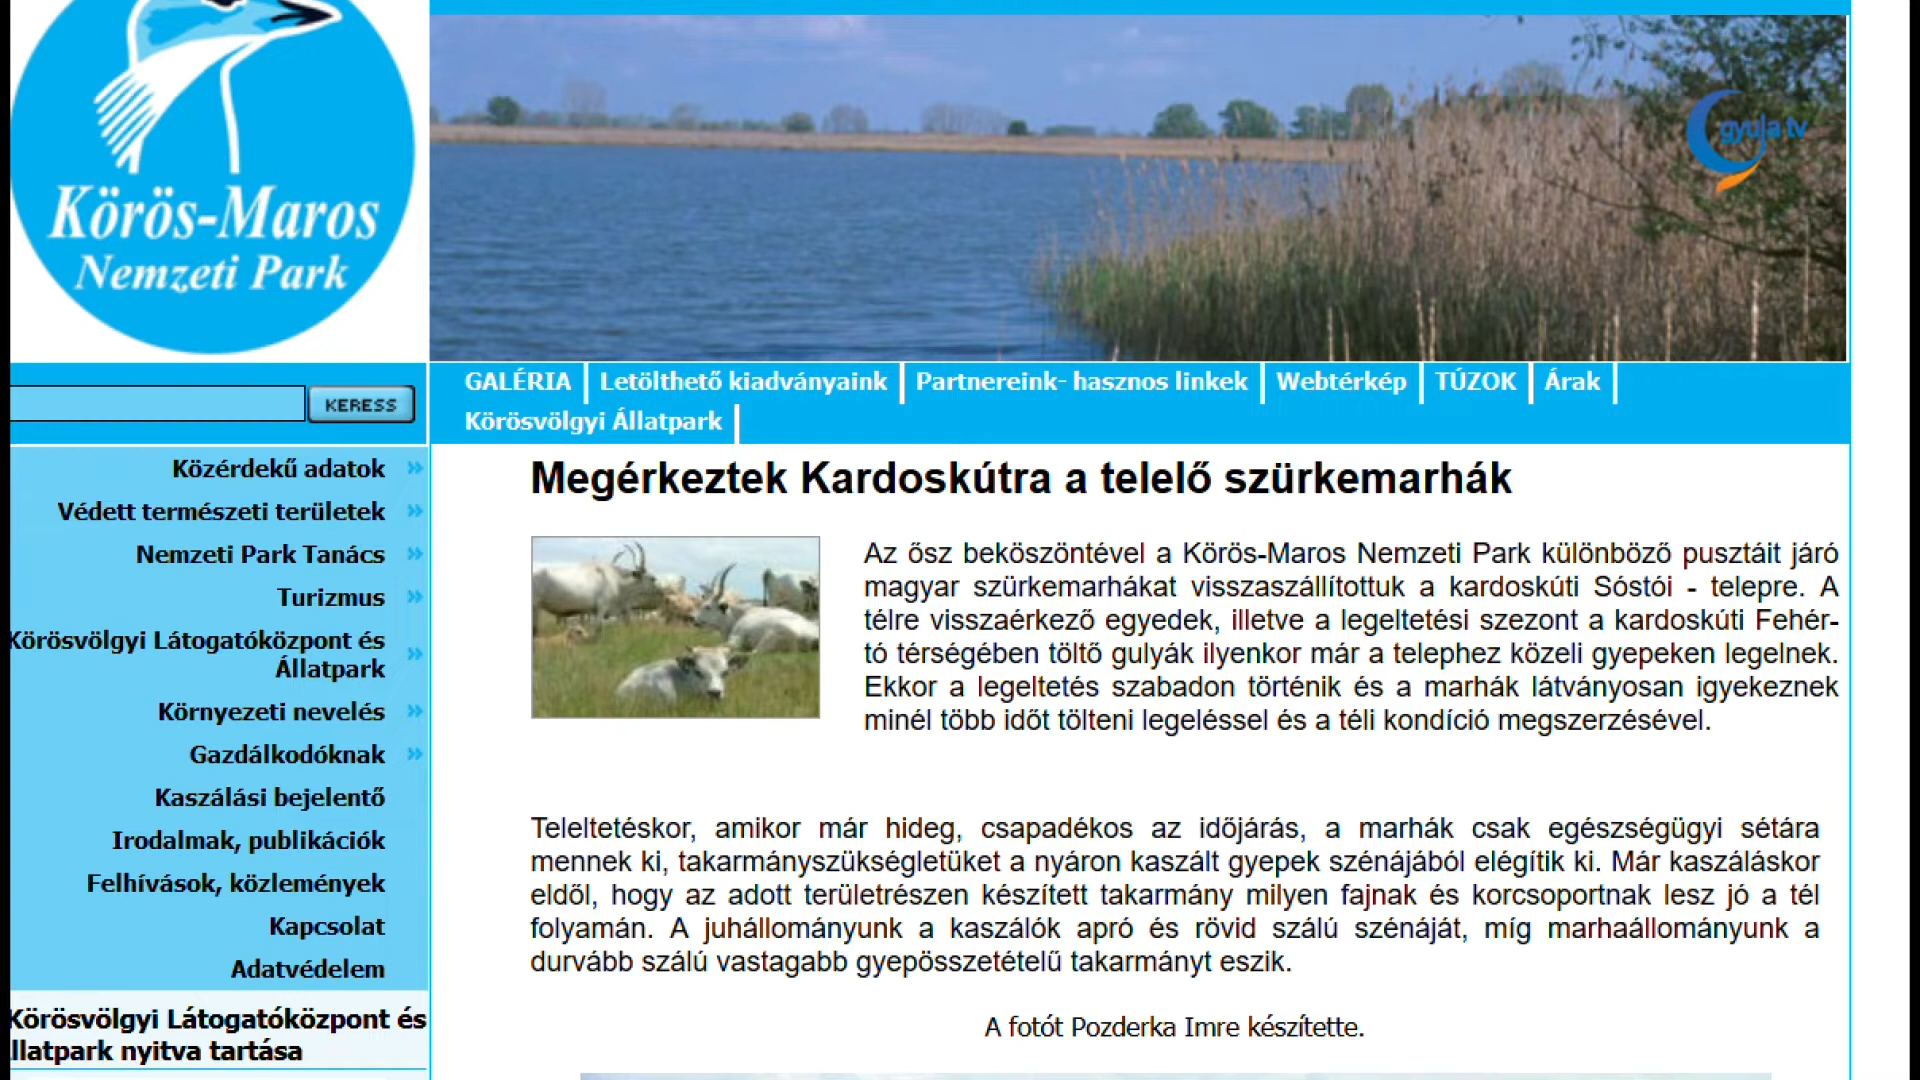 Körös-Maros
Nemzeti Park
gyula tv
GALÉRIA
Letölthető kiadványaink
Partnereink- hasznos linkek
Webtérkép
TÚZOK
Árak
Körösvölgyi Állatpark
KERESS
Közérdekű adatok
Védett természeti területek
Nemzeti Park Tanács
Turizmus
Körösvölgyi Látogatóközpont és
Állatpark
Környezeti nevelés
Gazdálkodóknak
Kaszálási bejelentő
Irodalmak, publikációk
Felhívások, közlemények
Kapcsolat
Adatvédelem
Körösvölgyi Látogatóközpont és
llatpark nyitva tartása
Megérkeztek Kardoskútra a telelő szürkemarhák
Az ősz beköszöntével a Körös-Maros Nemzeti Park különböző pusztáit járó
magyar szürkemarhákat visszaszállítottuk a kardoskúti Sóstói - telepre. A
télre visszaérkező egyedek, illetve a legeltetési szezont a kardoskúti Fehér-
tó térségében töltő gulyák ilyenkor már a telephez közeli gyepeken legelnek.
Ekkor a legeltetés szabadon történik és a marhák látványosan igyekeznek
minél több időt tölteni legeléssel és a téli kondíció megszerzésével.
Teleltetéskor, amikor már hideg, csapadékos az időjárás, a marhák csak egészségügyi sétára
mennek ki, takarmányszükségletüket a nyáron kaszált gyepek szénájából elégítik ki. Már kaszáláskor
eldől, hogy az adott területrészen készített takarmány milyen fajnak és korcsoportnak lesz jó a tél
folyamán. A juhállományunk a kaszálók apró és rövid szálú szénáját, míg marhaállományunk a
durvább szálú vastagabb gyepösszetételű takarmányt eszik.
A fotót Pozderka Imre készítette.